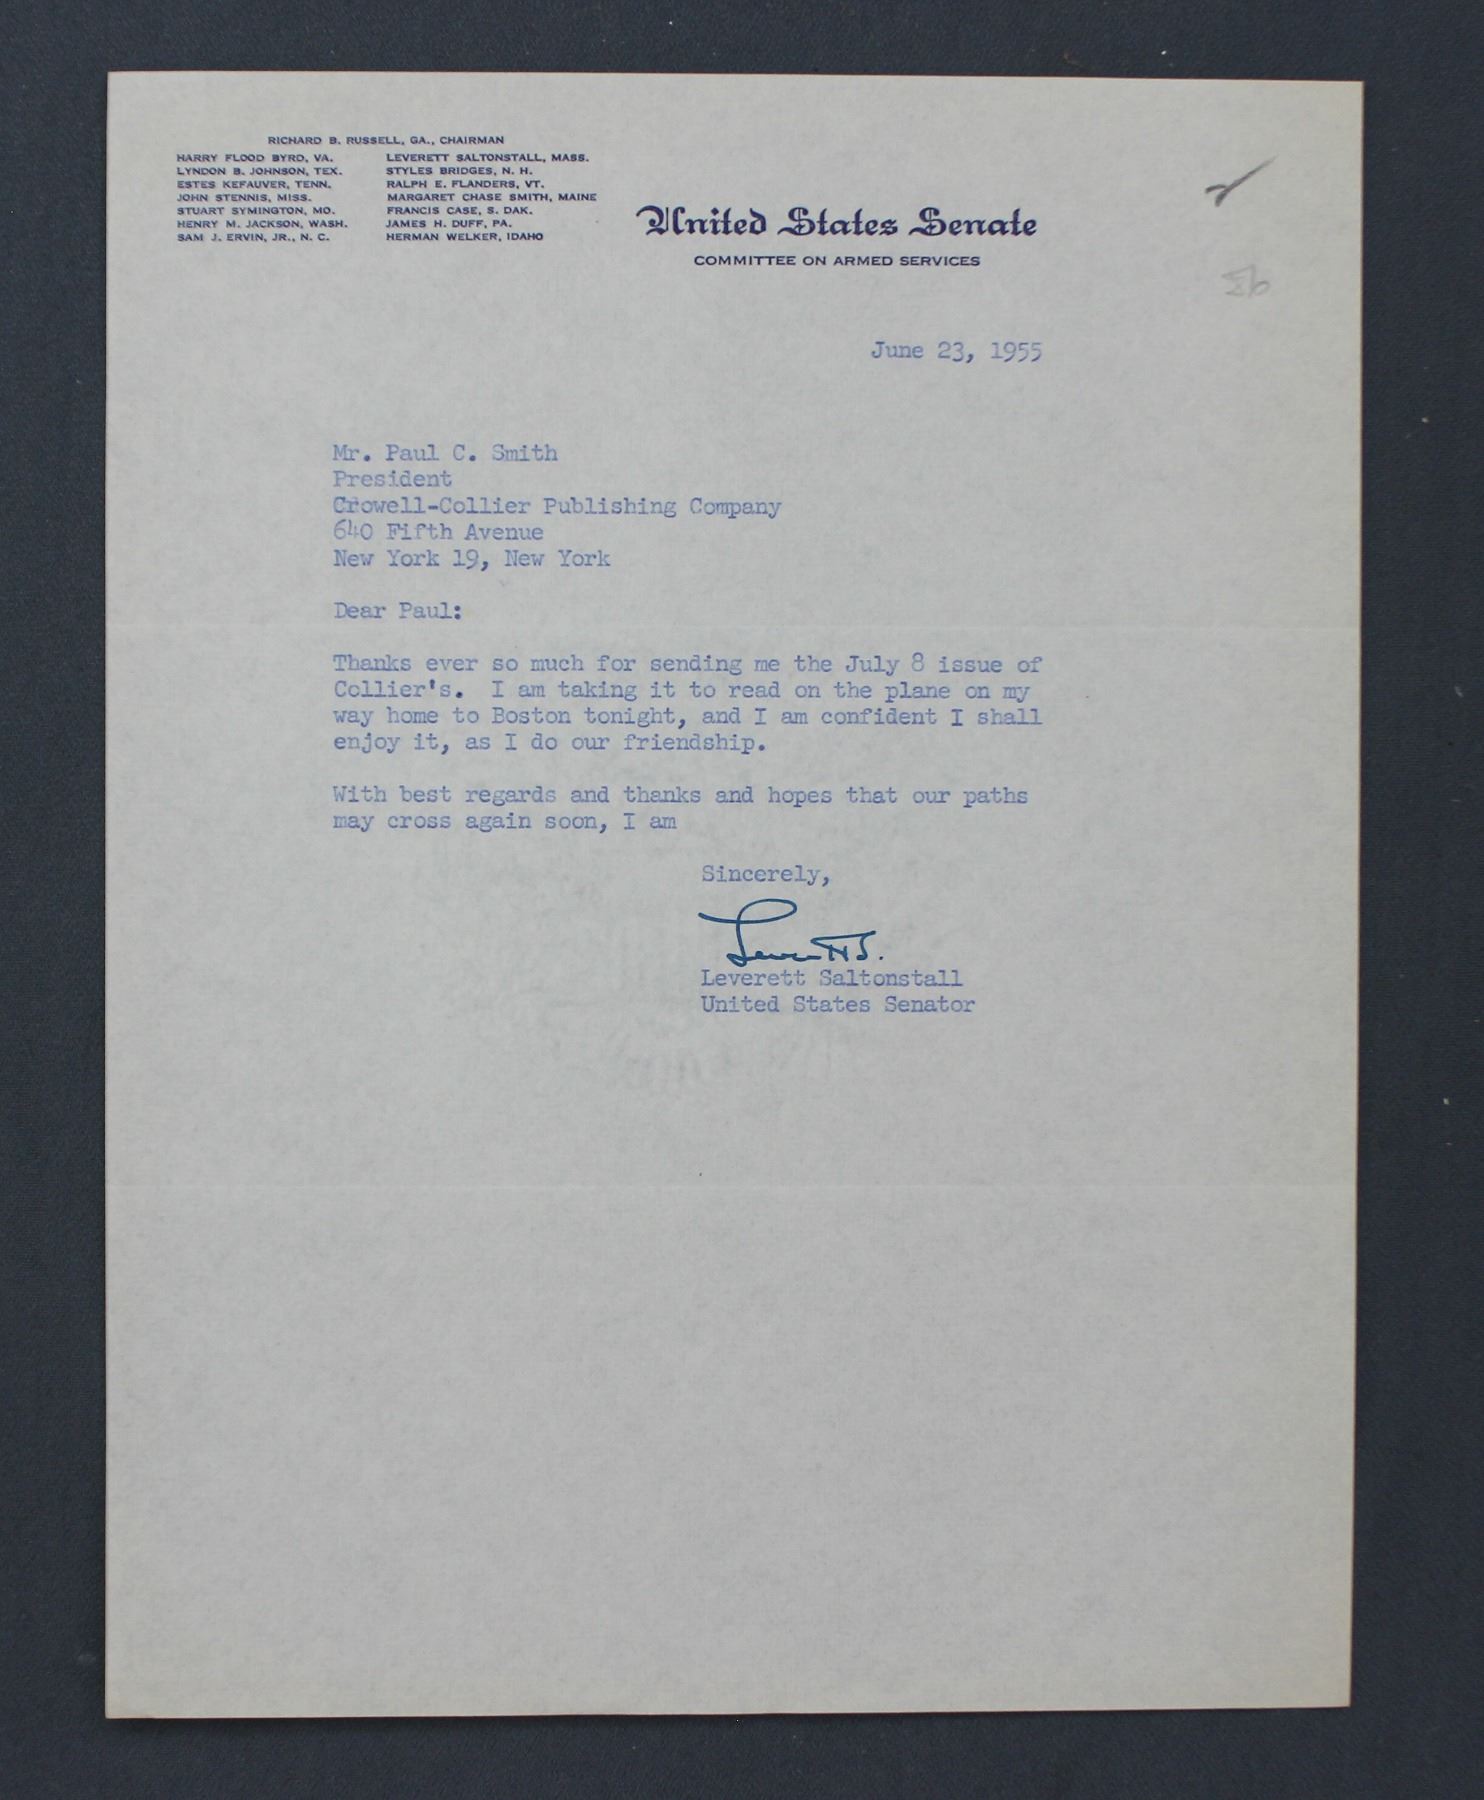 RICHARD B. RUSSELL, GA., CHAIRMAN
HARRY FLOOD BYRD, VA.
LYNDON B. JOHNSON, TEX.
ESTES KEFAUVER, TENN.
JOHN STENNIS, MISS.
STUART SYMINGTON, MO.
HENRY M. JACKSON, WASH.
SAM J. ERVIN, JR., N. C.
LEVERETT SALTONSTALL, MASS.
STYLES BRIDGES, N. H.
RALPH E. FLANDERS, VT.
MARGARET CHASE SMITH, MAINE
FRANCIS CASE, S. DAK.
JAMES H. DUFF, PA.
HERMAN WELKER, IDAHO
United States Senate
COMMITTEE ON ARMED SERVICES
June 23, 1955
Mr. Paul C. Smith
President
Crowell-Collier Publishing Company
640 Fifth Avenue
New York 19, New York
Dear Paul:
Thanks ever so much for sending me the July 8 issue of
Collier's. I am taking it to read on the plane on my
way home to Boston tonight, and I am confident I shall
enjoy it, as I do our friendship.
With best regards and thanks and hopes that our paths
may cross again soon, I am
Sincerely,
Leverett S.
Leverett Saltonstall
United States Senator